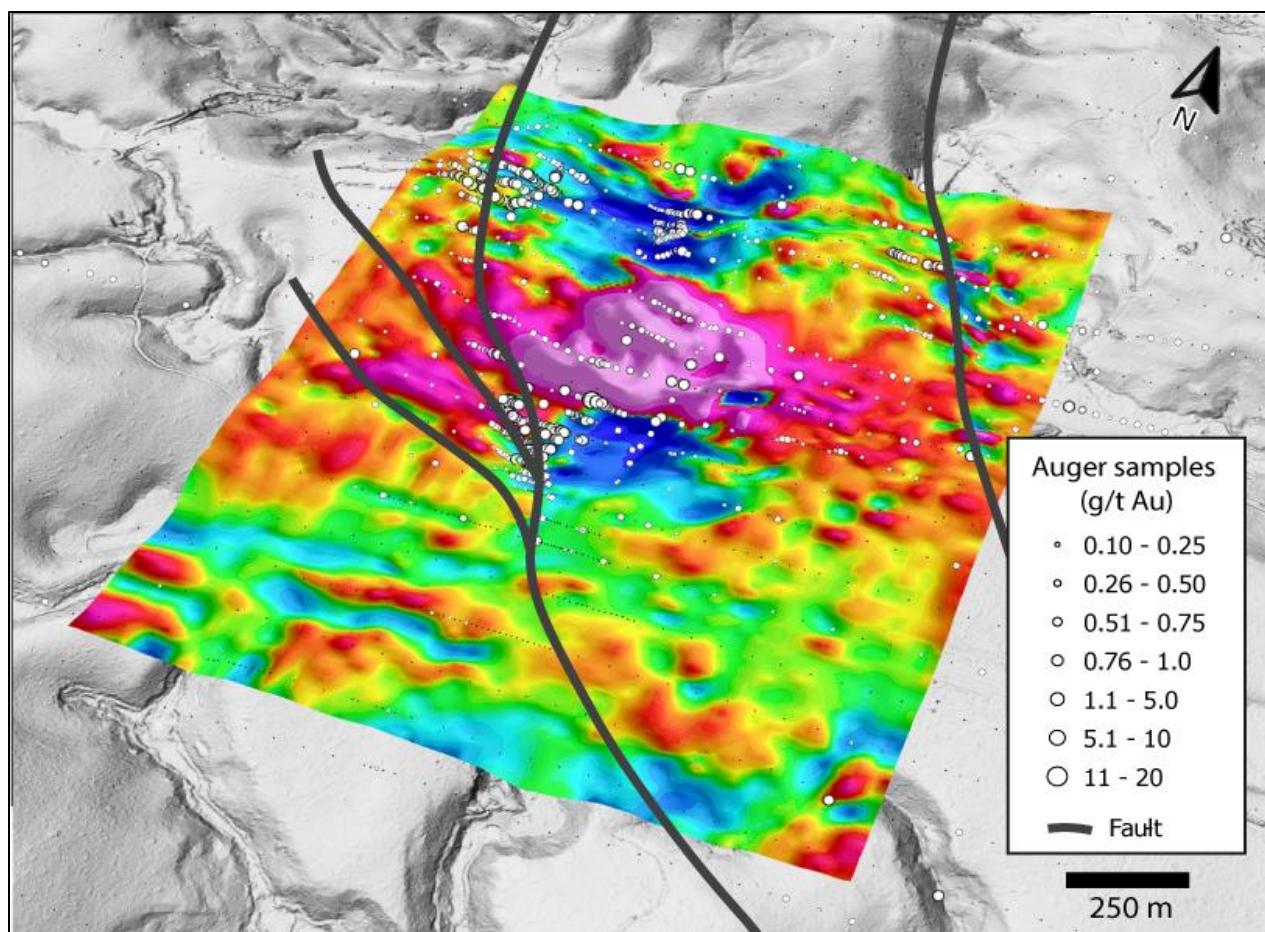 N
Auger samples
(g/t Au)
0.10 - 0.25
0.26 - 0.50
0.51 - 0.75
0.76 - 1.0
1.1 - 5.0
5.1 - 10
11 - 20
Fault
250 m